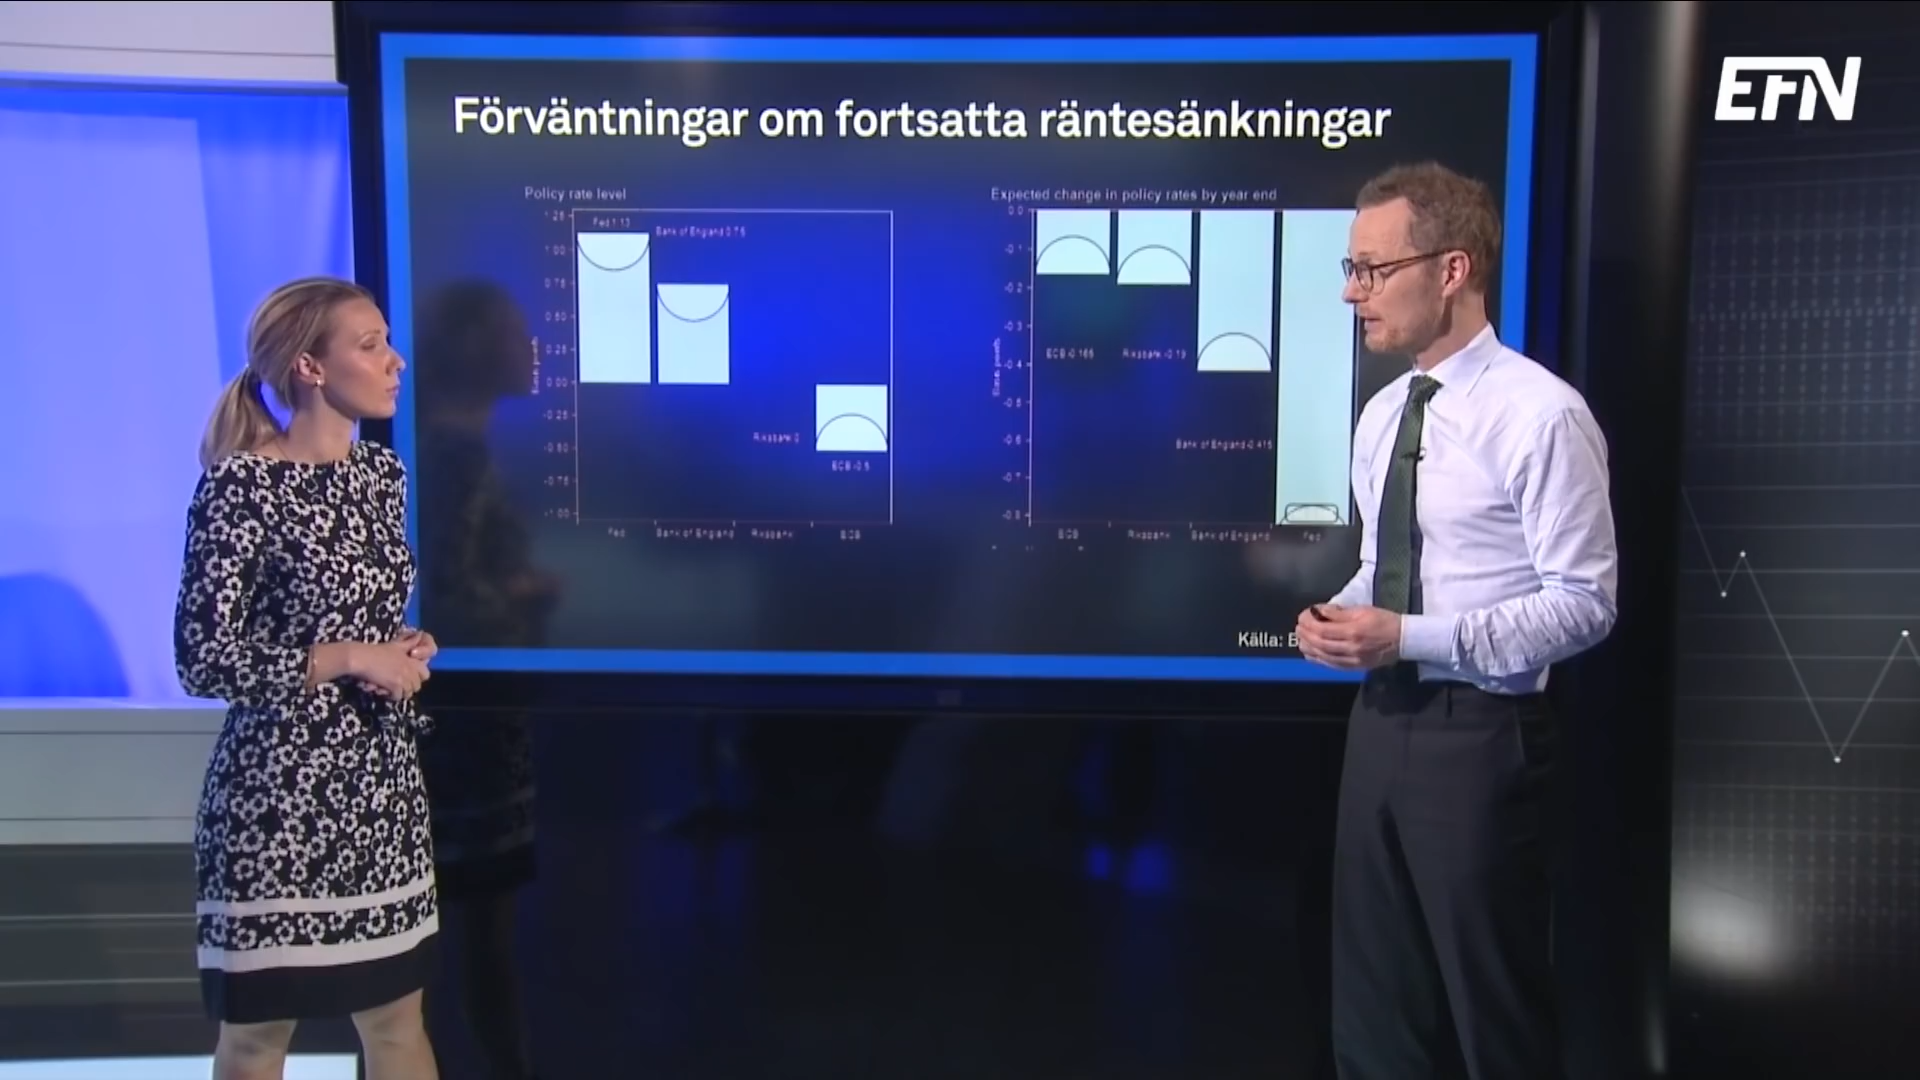 EFN
Förväntningar om fortsatta räntesänkningar
Policy rate level
1.25
Fed 1.13
Bank of England 0.75
1.00
0.75
0.50
0.25
0.00
-0.25
-0.50
-0.75
-1.00
Riksbank 0
ECB -0.5
Fed
Bank of England
Riksbank
ECB
Expected change in policy rates by year end
0.0
-0.1
-0.2
-0.3
-0.4
-0.5
-0.6
-0.7
-0.8
ECB -0.165
Riksbank -0.19
Bank of England -0.415
ECB
Riksbank
Bank of England
Fed
Källa: B